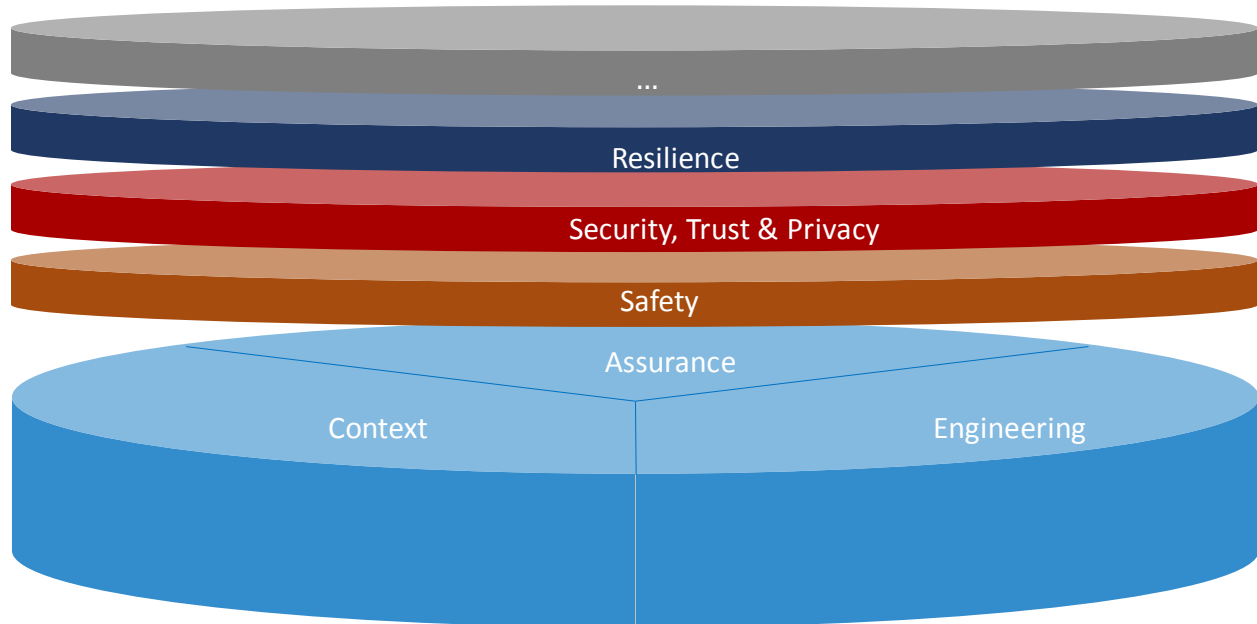 ...
Resilience
Security, Trust & Privacy
Safety
Assurance
Context
Engineering